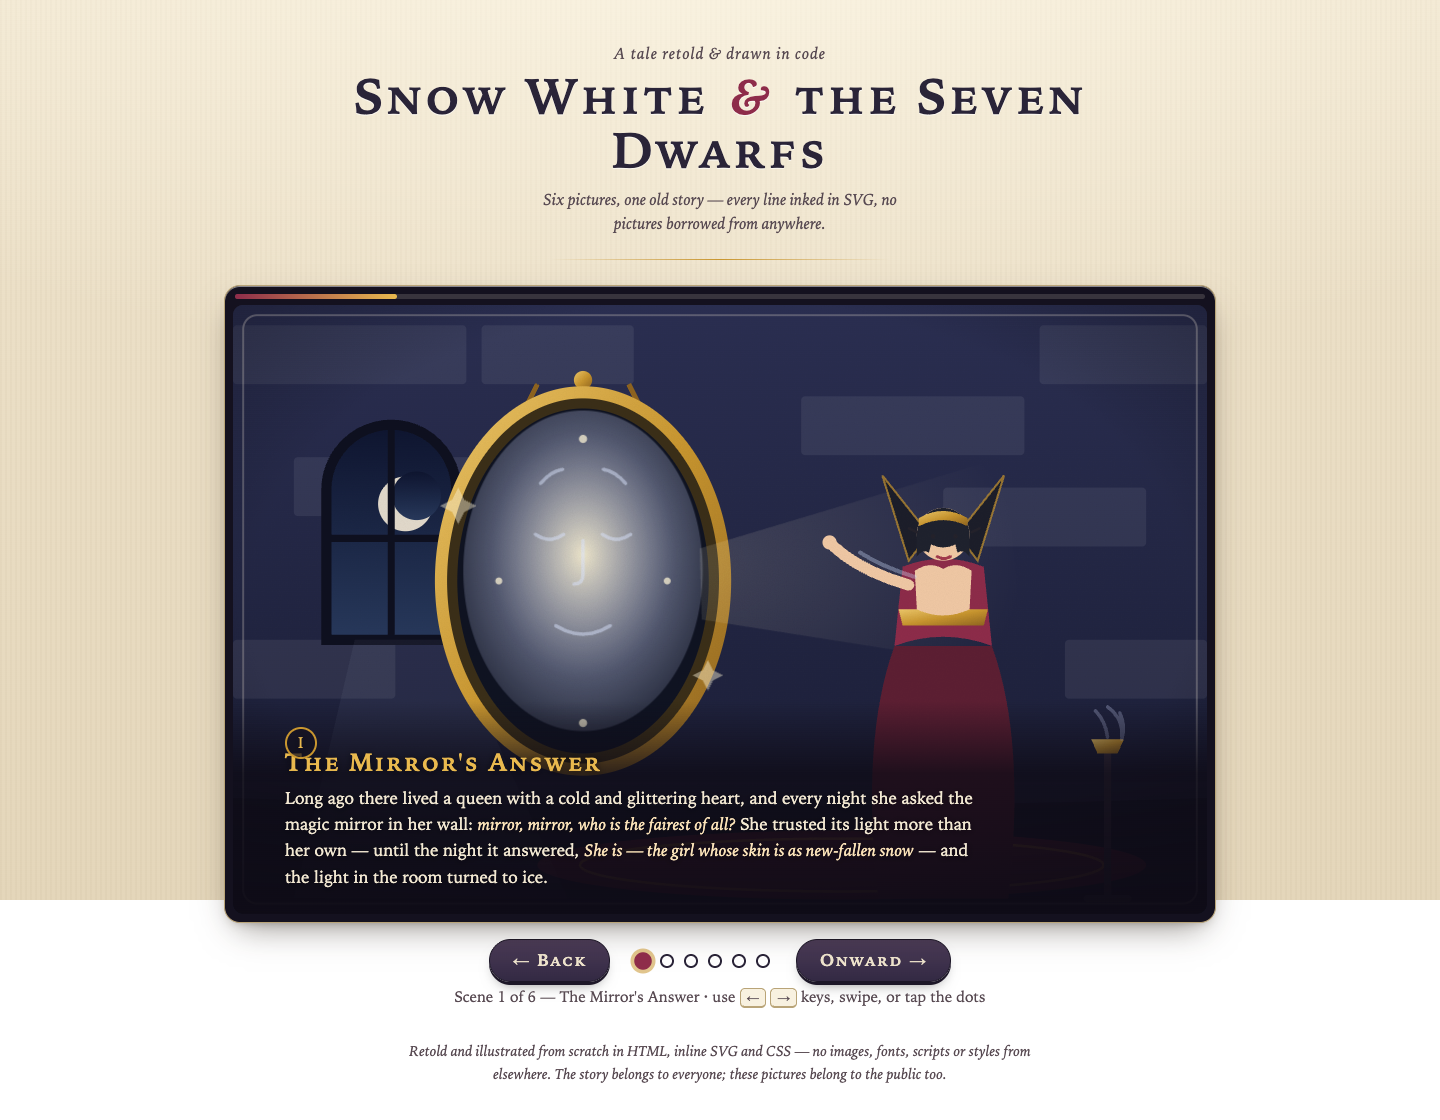 A tale retold & drawn in code
Snow White & the Seven
Dwarfs
Six pictures, one old story — every line inked in SVG, no
pictures borrowed from anywhere.
I
The Mirror's Answer
Long ago there lived a queen with a cold and glittering heart, and every night she asked the
magic mirror in her wall: mirror, mirror, who is the fairest of all? She trusted its light more than
her own — until the night it answered, She is — the girl whose skin is as new-fallen snow — and
the light in the room turned to ice.
← Back
Onward →
Scene 1 of 6 — The Mirror's Answer · use ← → keys, swipe, or tap the dots
Retold and illustrated from scratch in HTML, inline SVG and CSS — no images, fonts, scripts or styles from
elsewhere. The story belongs to everyone; these pictures belong to the public too.